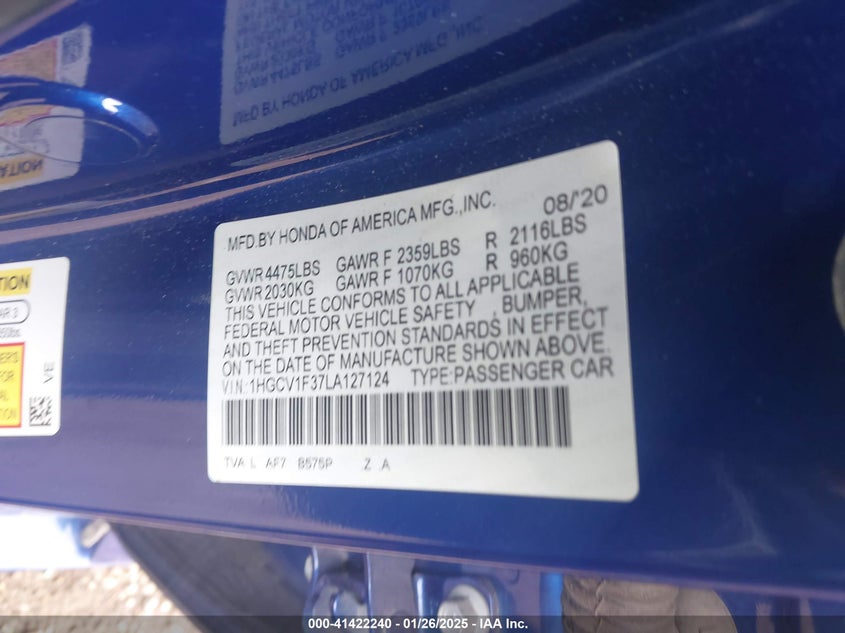 MFD.BY HONDA OF AMERICA MFG.,INC. 08/'20
GVWR 4475LBS GAWR F 2359LBS R 2116LBS
GVWR 2030KG GAWR F 1070KG R 960KG
THIS VEHICLE CONFORMS TO ALL APPLICABLE
FEDERAL MOTOR VEHICLE SAFETY , BUMPER,
AND THEFT PREVENTION STANDARDS IN EFFECT
ON THE DATE OF MANUFACTURE SHOWN ABOVE.
VIN:1HGCV1F37LA127124 TYPE:PASSENGER CAR
TVA L AF7 B575P Z .A
VE
000-41422240 - 01/26/2025 - IAA Inc.